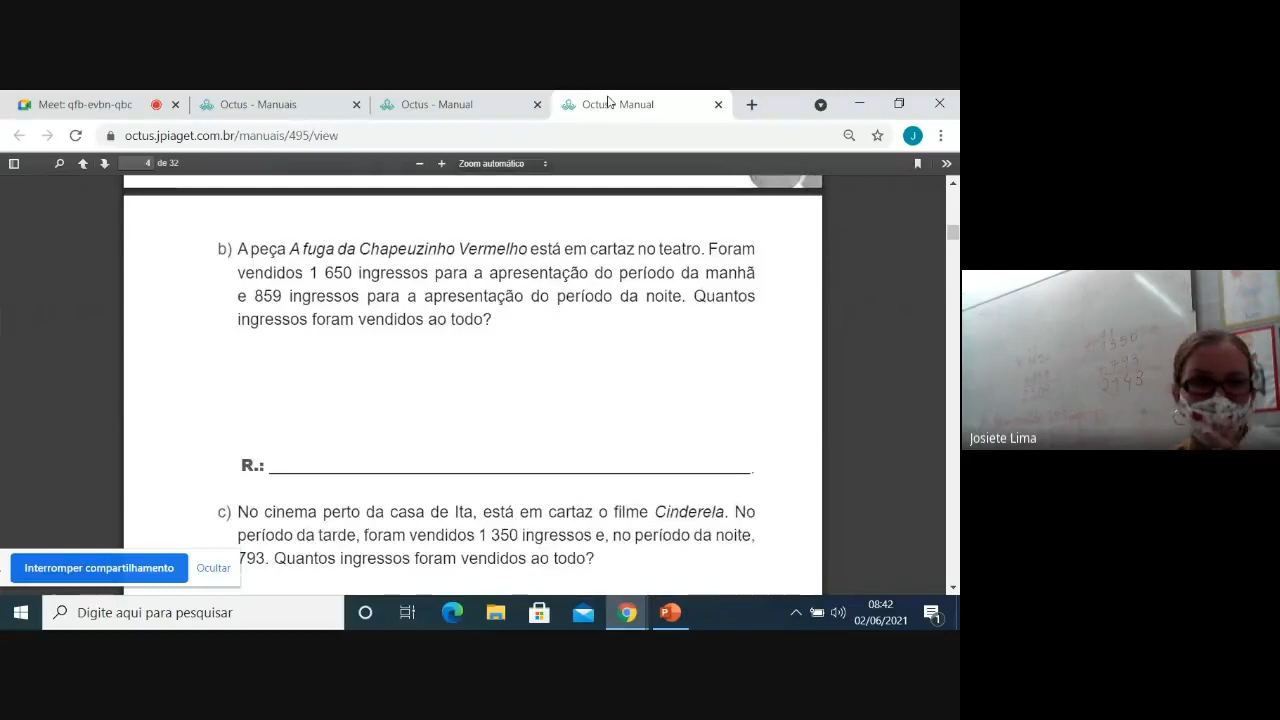 Meet: qfb-evbn-qbc
Octus - Manuais
Octus - Manual
Octus - Manual
octus.jpiaget.com.br/manuais/495/view
J
4 de 32
Zoom automático
b) A peça A fuga da Chapeuzinho Vermelho está em cartaz no teatro. Foram
vendidos 1 650 ingressos para a apresentação do período da manhã
e 859 ingressos para a apresentação do período da noite. Quantos
ingressos foram vendidos ao todo?
R.:
c) No cinema perto da casa de Ita, está em cartaz o filme Cinderela. No
período da tarde, foram vendidos 1 350 ingressos e, no período da noite,
793. Quantos ingressos foram vendidos ao todo?
Interromper compartilhamento
Ocultar
1350
793
2143
Josiete Lima
Digite aqui para pesquisar
08:42
02/06/2021
1